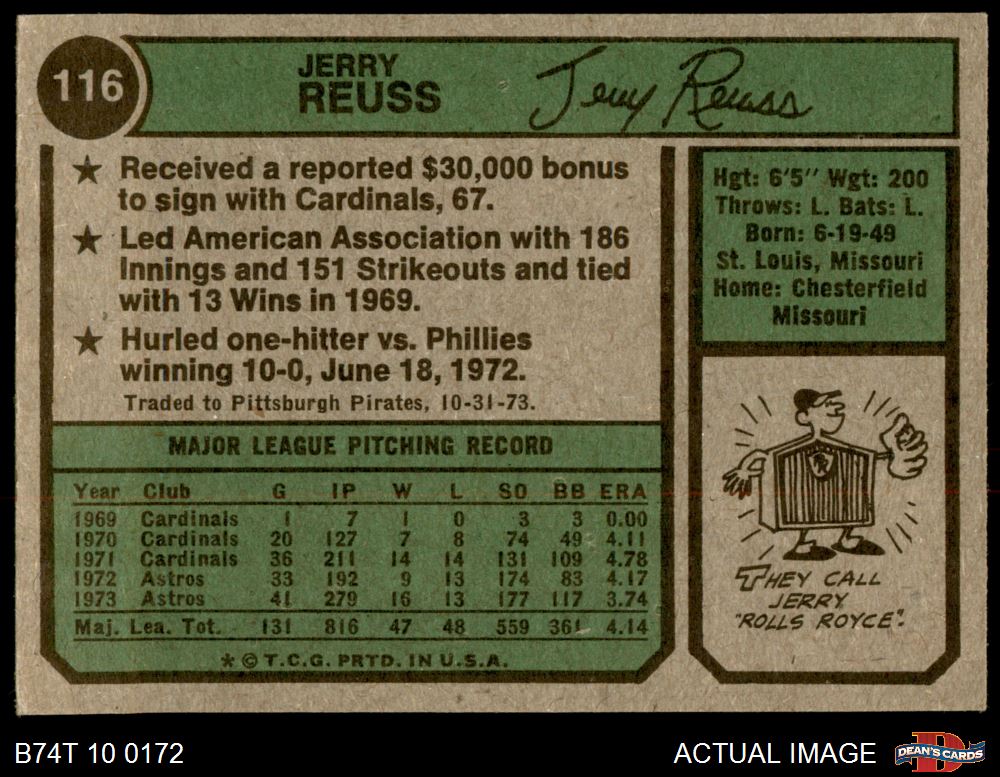 116
JERRY
REUSS
Jerry Reuss
★ Received a reported $30,000 bonus
to sign with Cardinals, 67.
★ Led American Association with 186
Innings and 151 Strikeouts and tied
with 13 Wins in 1969.
★ Hurled one-hitter vs. Phillies
winning 10-0, June 18, 1972.
Traded to Pittsburgh Pirates, 10-31-73.
MAJOR LEAGUE PITCHING RECORD
Year Club G IP W L SO BB ERA
1969 Cardinals 1 7 1 0 3 3 0.00
1970 Cardinals 20 127 7 8 74 49 4.11
1971 Cardinals 36 211 14 14 131 109 4.78
1972 Astros 33 192 9 13 174 83 4.17
1973 Astros 41 279 16 13 177 117 3.74
Maj. Lea. Tot. 131 816 47 48 559 361 4.14
* © T.C.G. PRTD. IN U.S.A.
Hgt: 6'5" Wgt: 200
Throws: L. Bats: L.
Born: 6-19-49
St. Louis, Missouri
Home: Chesterfield
Missouri
THEY CALL
JERRY
"ROLLS ROYCE".
B74T 10 0172
ACTUAL IMAGE
DEAN'S CARDS